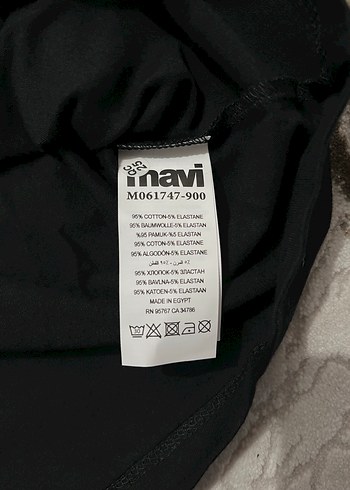 mavi
M061747-900
95% COTTON-5% ELASTANE
95% BAUMWOLLE-5% ELASTAN
%95 PAMUK-%5 ELASTAN
95% COTON-5% ELASTANE
95% ALGODÓN-5% ELASTANE
95% ХЛОПОК-5% ЭЛАСТАН
95% BAVLNA-5% ELASTAN
95% KATOEN-5% ELASTAAN
MADE IN EGYPT
RN 95767 CA 34786
30